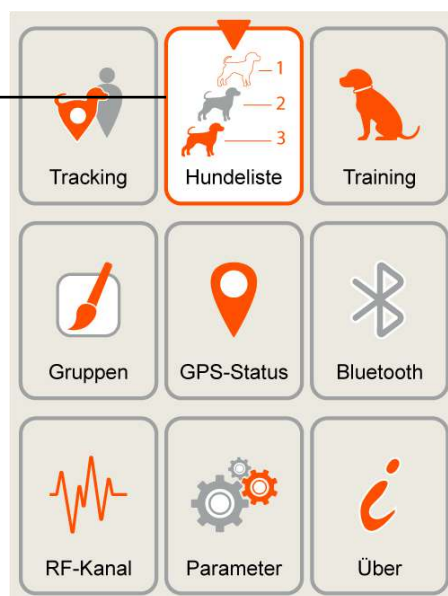 1
2
3
Tracking
Hundeliste
Training
Gruppen
GPS-Status
Bluetooth
RF-Kanal
Parameter
Über